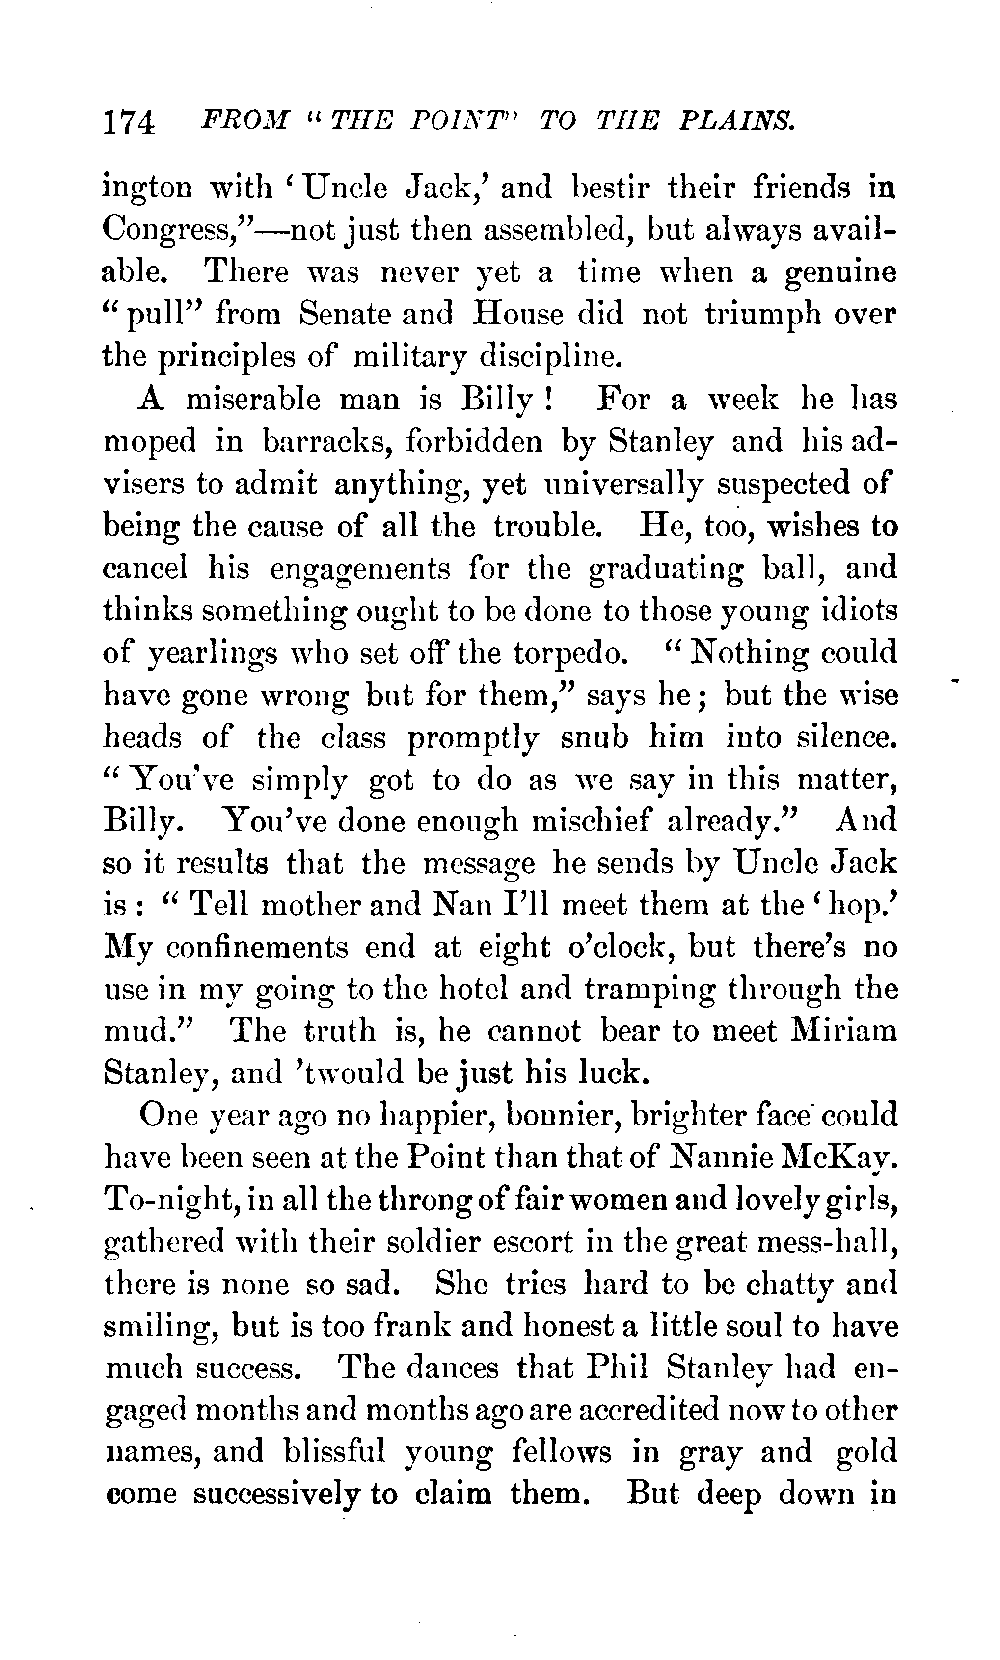 174 FROM “ THE POINT” TO THE PLAINS.
ington with ‘ Uncle Jack,’ and bestir their friends in
Congress,”—not just then assembled, but always avail-
able. There was never yet a time when a genuine
“ pull” from Senate and House did not triumph over
the principles of military discipline.
A miserable man is Billy ! For a week he has
moped in barracks, forbidden by Stanley and his ad-
visers to admit anything, yet universally suspected of
being the cause of all the trouble. He, too, wishes to
cancel his engagements for the graduating ball, and
thinks something ought to be done to those young idiots
of yearlings who set off the torpedo. “ Nothing could
have gone wrong but for them,” says he ; but the wise
heads of the class promptly snub him into silence.
“ You’ve simply got to do as we say in this matter,
Billy. You’ve done enough mischief already.” And
so it results that the message he sends by Uncle Jack
is : “ Tell mother and Nan I’ll meet them at the ‘ hop.’
My confinements end at eight o’clock, but there’s no
use in my going to the hotel and tramping through the
mud.” The truth is, he cannot bear to meet Miriam
Stanley, and ’twould be just his luck.
One year ago no happier, bonnier, brighter face could
have been seen at the Point than that of Nannie McKay.
To-night, in all the throng of fair women and lovely girls,
gathered with their soldier escort in the great mess-hall,
there is none so sad. She tries hard to be chatty and
smiling, but is too frank and honest a little soul to have
much success. The dances that Phil Stanley had en-
gaged months and months ago are accredited now to other
names, and blissful young fellows in gray and gold
come successively to claim them. But deep down in